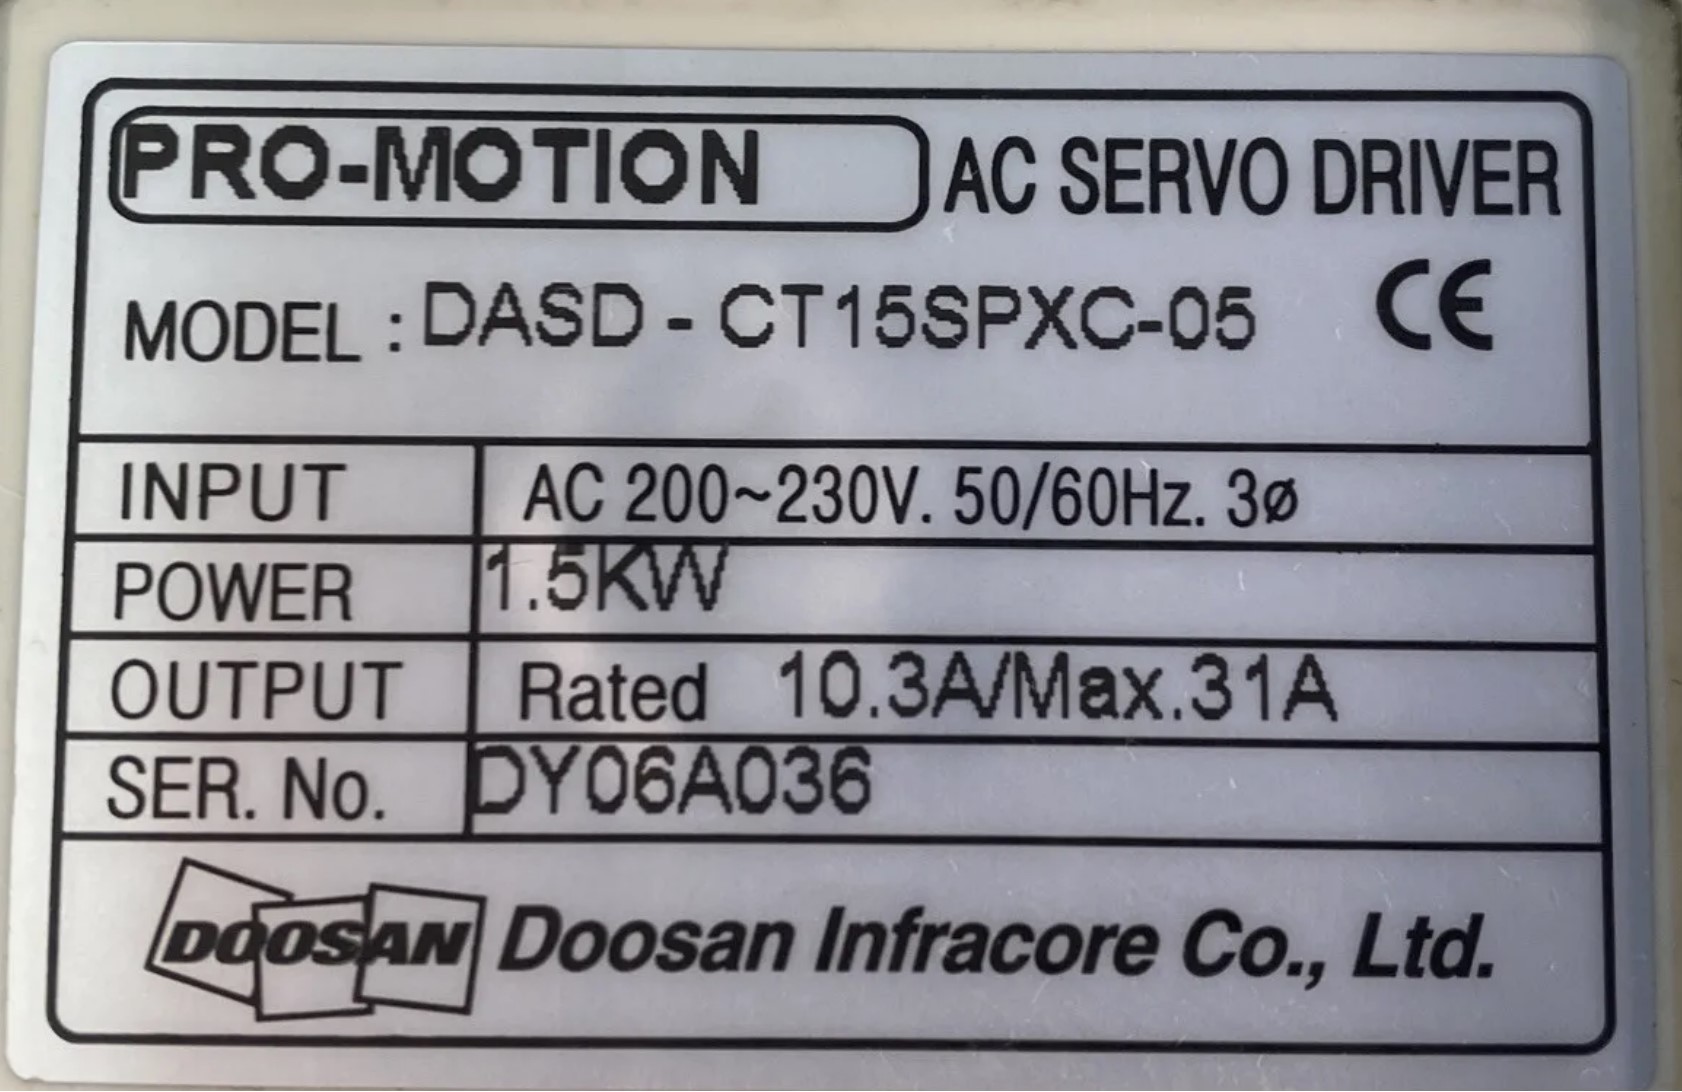 PRO-MOTION AC SERVO DRIVER
MODEL : DASD - CT15SPXC-05 CE
INPUT AC 200~230V. 50/60Hz. 3ø
POWER 1.5KW
OUTPUT Rated 10.3A/Max.31A
SER. No. DY06A036
DOOSAN Doosan Infracore Co., Ltd.